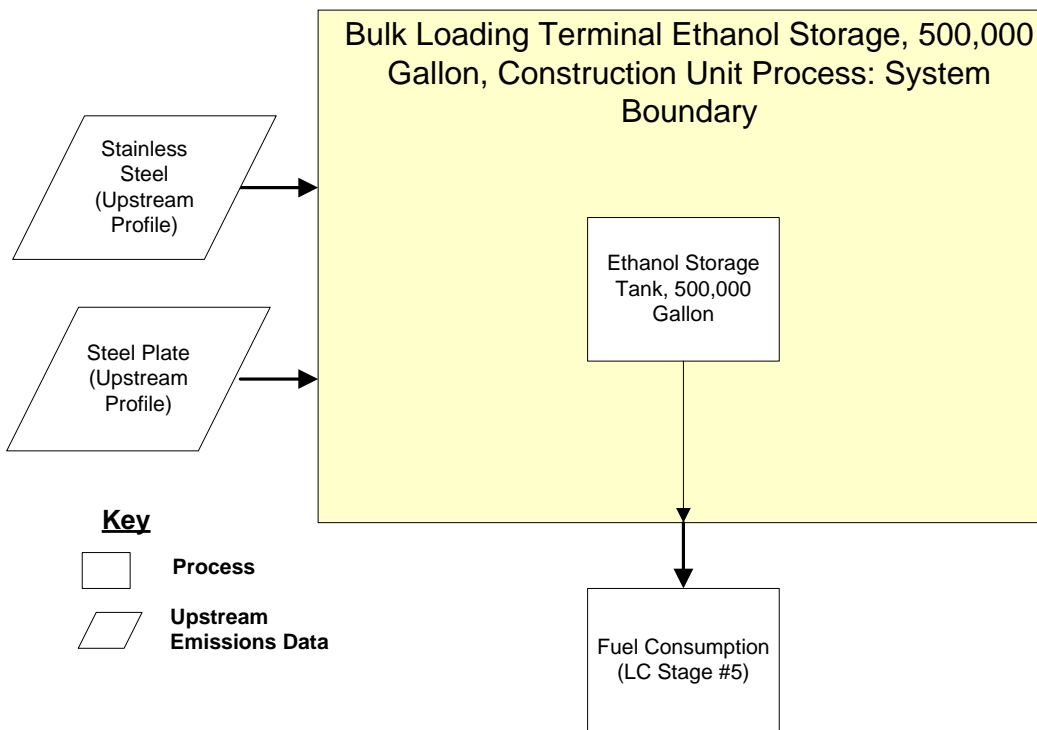 Bulk Loading Terminal Ethanol Storage, 500,000
Gallon, Construction Unit Process: System
Boundary
Stainless
Steel
(Upstream
Profile)
Ethanol Storage
Tank, 500,000
Gallon
Steel Plate
(Upstream
Profile)
Key
Process
Upstream
Emissions Data
Fuel Consumption
(LC Stage #5)